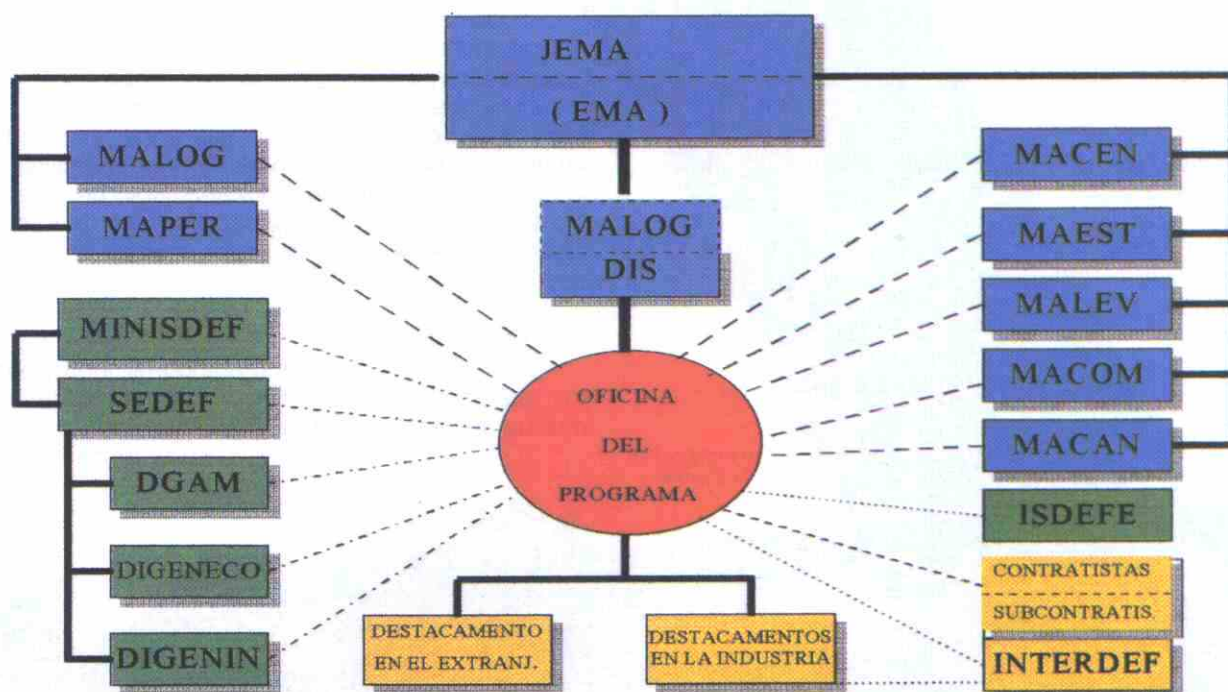 JEMA
( EMA )
MALOG
MAPER
MINISDEF
SEDEF
DGAM
DIGENECO
DIGENIN
MALOG
DIS
OFICINA
DEL
PROGRAMA
DESTACAMENTO
EN EL EXTRANJ.
DESTACAMENTOS
EN LA INDUSTRIA
MACEN
MAEST
MALEV
MACOM
MACAN
ISDEFE
CONTRATISTAS
SUBCONTRATIS.
INTERDEF